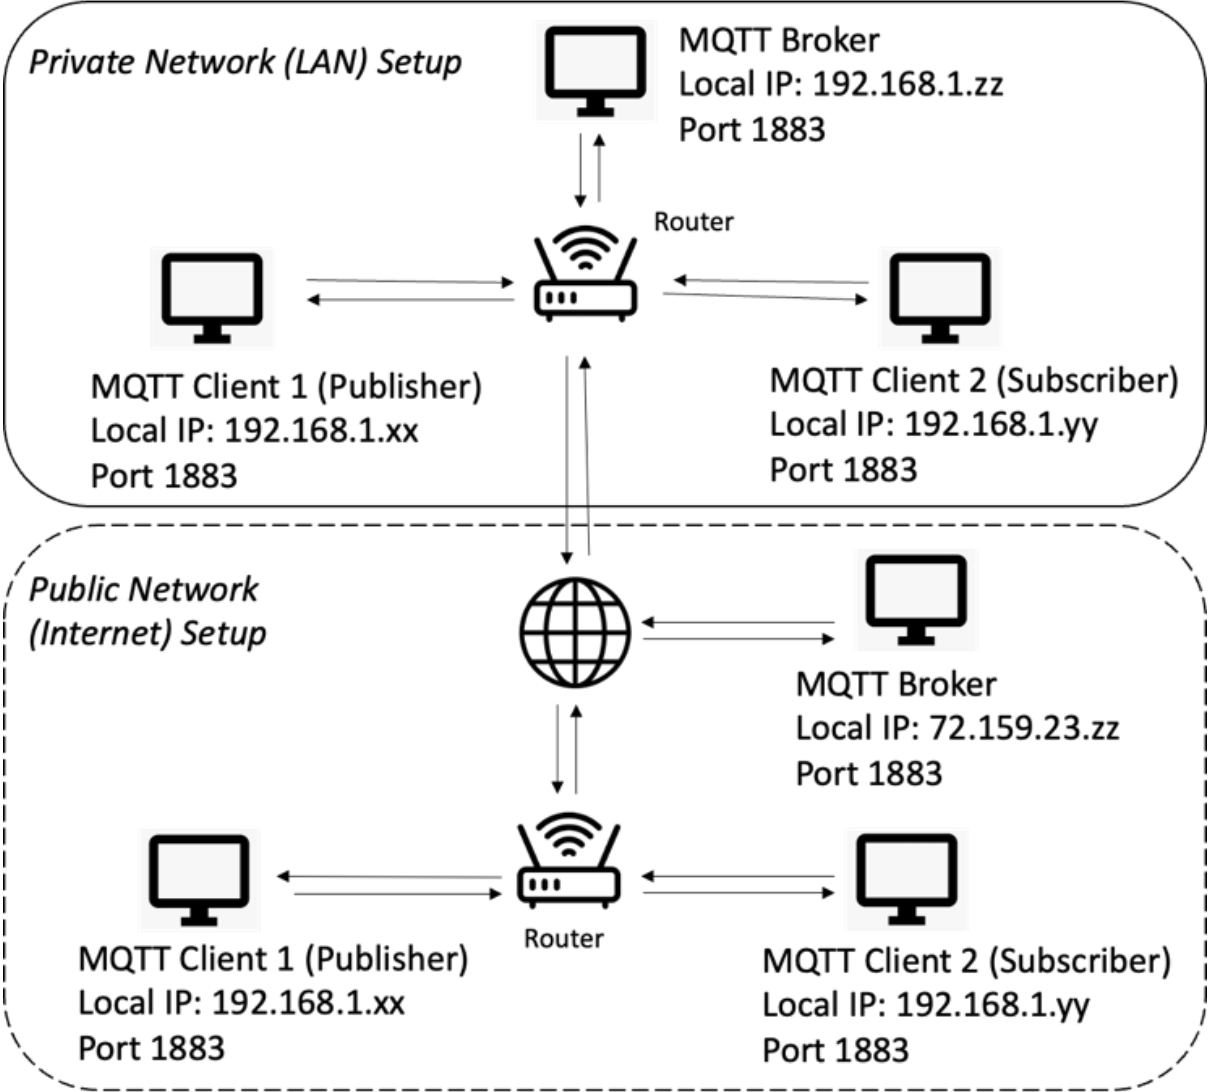 Private Network (LAN) Setup
MQTT Broker
Local IP: 192.168.1.zz
Port 1883
Router
MQTT Client 1 (Publisher)
Local IP: 192.168.1.xx
Port 1883
MQTT Client 2 (Subscriber)
Local IP: 192.168.1.yy
Port 1883
Public Network
(Internet) Setup
MQTT Broker
Local IP: 72.159.23.zz
Port 1883
Router
MQTT Client 1 (Publisher)
Local IP: 192.168.1.xx
Port 1883
MQTT Client 2 (Subscriber)
Local IP: 192.168.1.yy
Port 1883